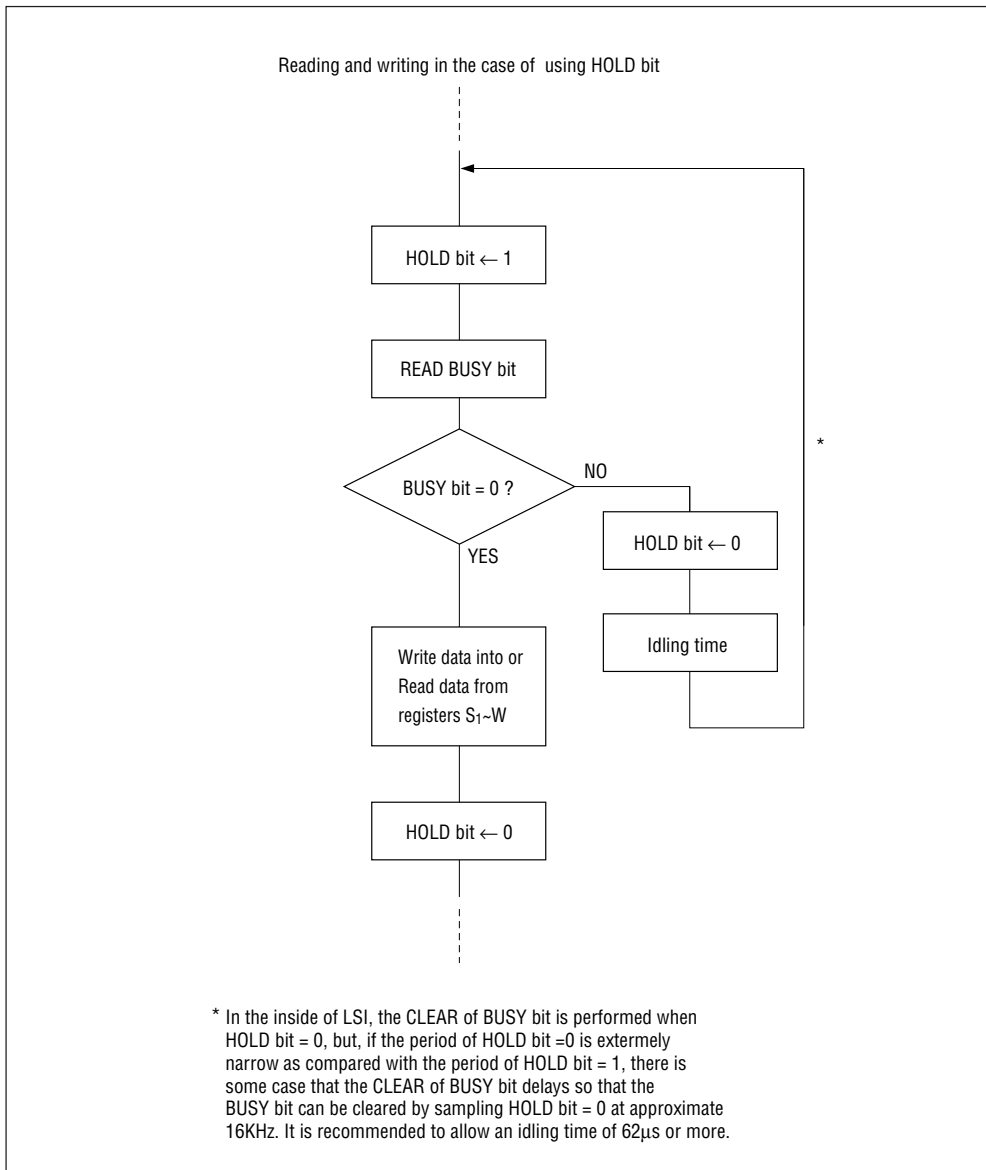 Reading and writing in the case of  using HOLD bit
HOLD bit ← 1
READ BUSY bit
BUSY bit = 0 ?
NO
YES
HOLD bit ← 0
Idling time
*
Write data into or
Read data from
registers S₁~W
HOLD bit ← 0
* In the inside of LSI, the CLEAR of BUSY bit is performed when
HOLD bit = 0, but, if the period of HOLD bit =0 is extermely
narrow as compared with the period of HOLD bit = 1, there is
some case that the CLEAR of BUSY bit delays so that the
BUSY bit can be cleared by sampling HOLD bit = 0 at approximate
16KHz. It is recommended to allow an idling time of 62μs or more.